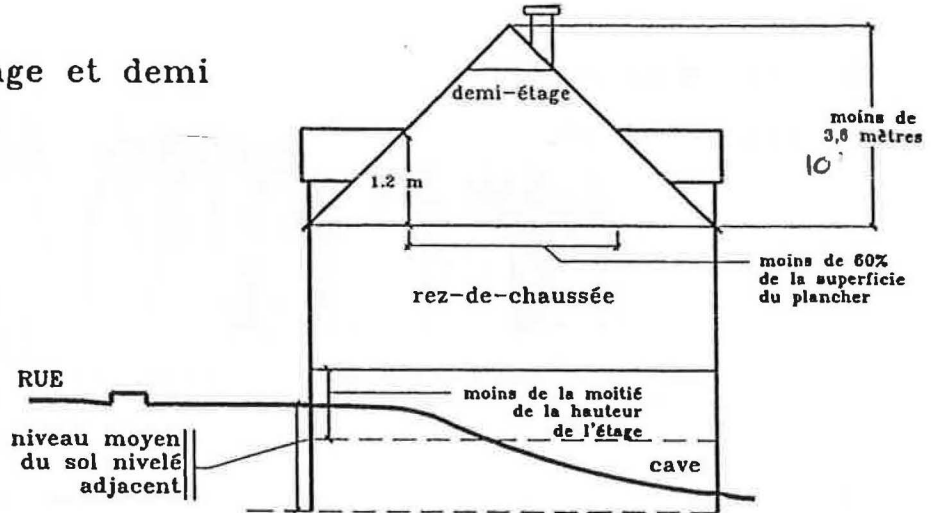 age et demi
demi-étage
moins de
3,6 mètres
10'
1.2 m
moins de 60%
de la superficie
du plancher
rez-de-chaussée
RUE
moins de la moitié
de la hauteur
de l'étage
niveau moyen
du sol nivelé
adjacent
cave